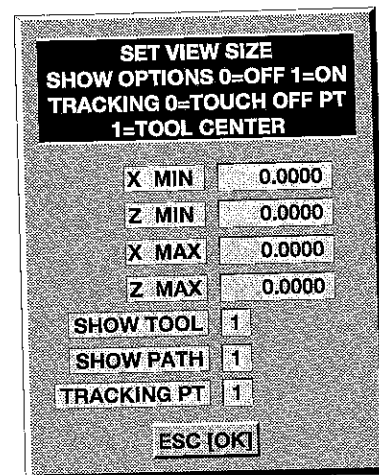 SET VIEW SIZE
SHOW OPTIONS 0=OFF 1=ON
TRACKING 0=TOUCH OFF PT
1=TOOL CENTER
X MIN 0.0000
Z MIN 0.0000
X MAX 0.0000
Z MAX 0.0000
SHOW TOOL 1
SHOW PATH 1
TRACKING PT 1
ESC [OK]